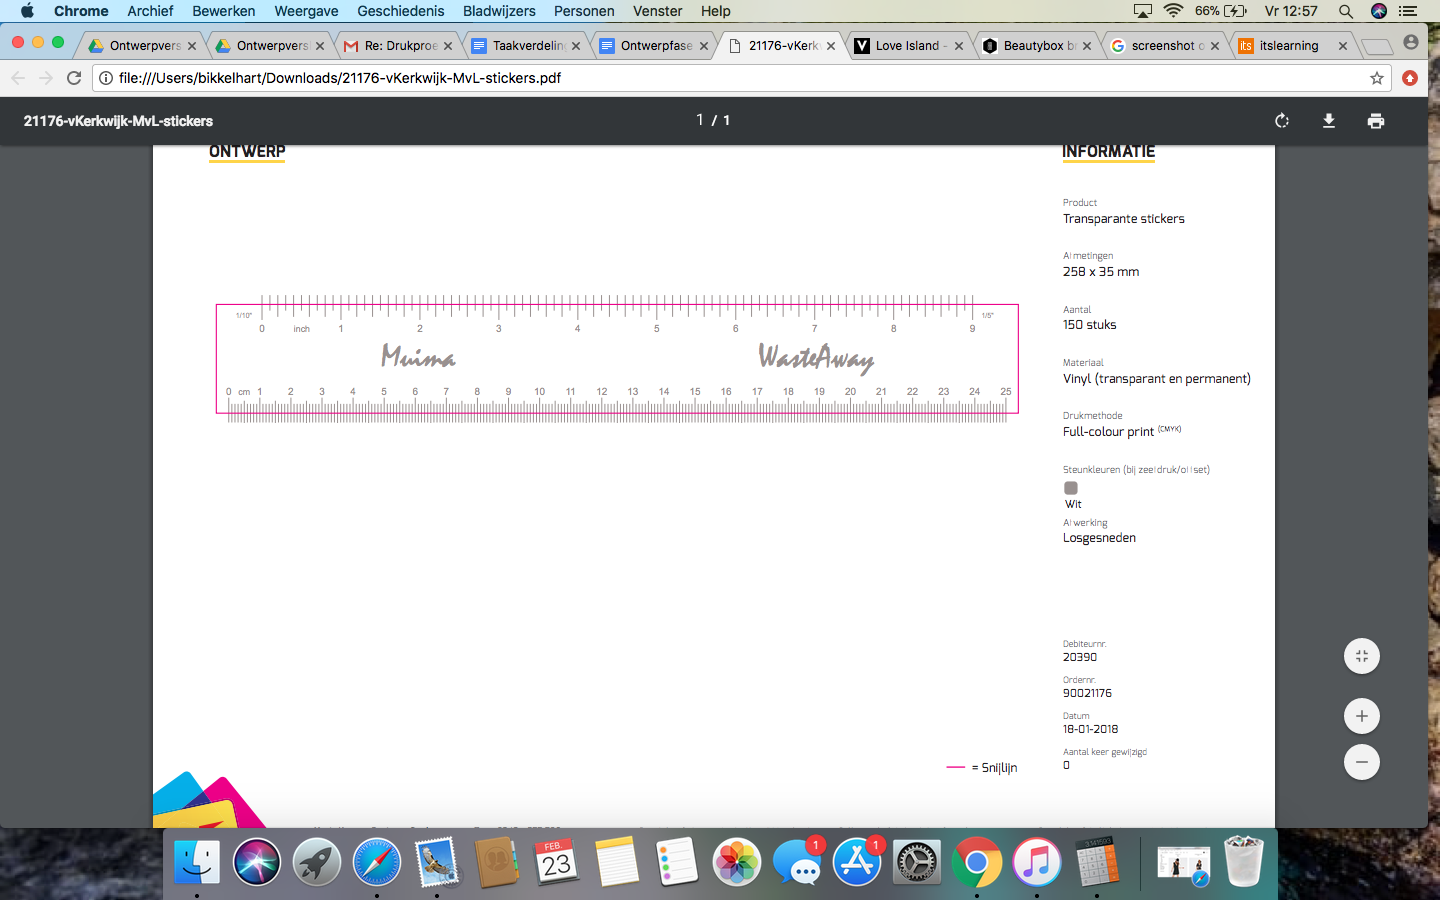 Chrome Archief Bewerken Weergave Geschiedenis Bladwijzers Personen Venster Help 66% Vr 12:57
Ontwerpvers Ontwerpvers Re: Drukproe Taakverdelin Ontwerpfase 21176-vKerkw Love Island - Beautybox br screenshot o its itslearning
file:///Users/bikkelhart/Downloads/21176-vKerkwijk-MvL-stickers.pdf
21176-vKerkwijk-MvL-stickers 1 / 1
ONTWERP
INFORMATIE
Product
Transparante stickers
Afmetingen
258 x 35 mm
Aantal
150 stuks
Materiaal
Vinyl (transparant en permanent)
Drukmethode
Full-colour print (CMYK)
Steunkleuren (bij zeefdruk/offset)
Wit
Afwerking
Losgesneden
1/10" 1/5"
0 inch 1 2 3 4 5 6 7 8 9
Muima WasteAway
0 cm 1 2 3 4 5 6 7 8 9 10 11 12 13 14 15 16 17 18 19 20 21 22 23 24 25
Debiteurnr.
20390
Ordernr.
90021176
Datum
18-01-2018
Aantal keer gewijzigd
0
= Snijlijn
FEB.
23
1
1